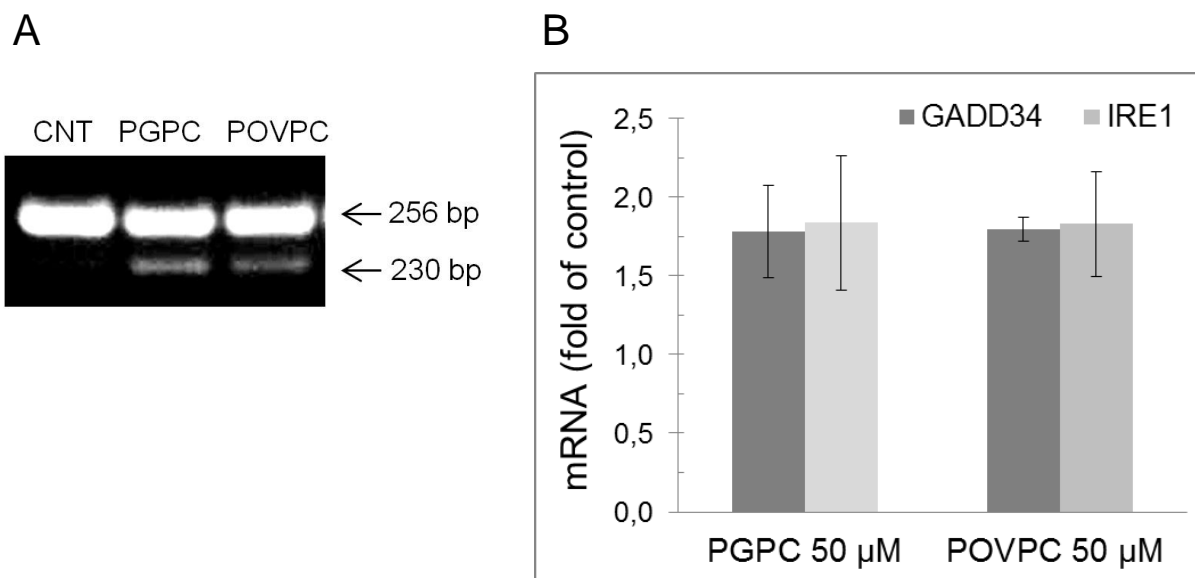 A
CNT PGPC POVPC
← 256 bp
← 230 bp
B
GADD34 IRE1
mRNA (fold of control)
2,5
2,0
1,5
1,0
0,5
0,0
PGPC 50 µM POVPC 50 µM